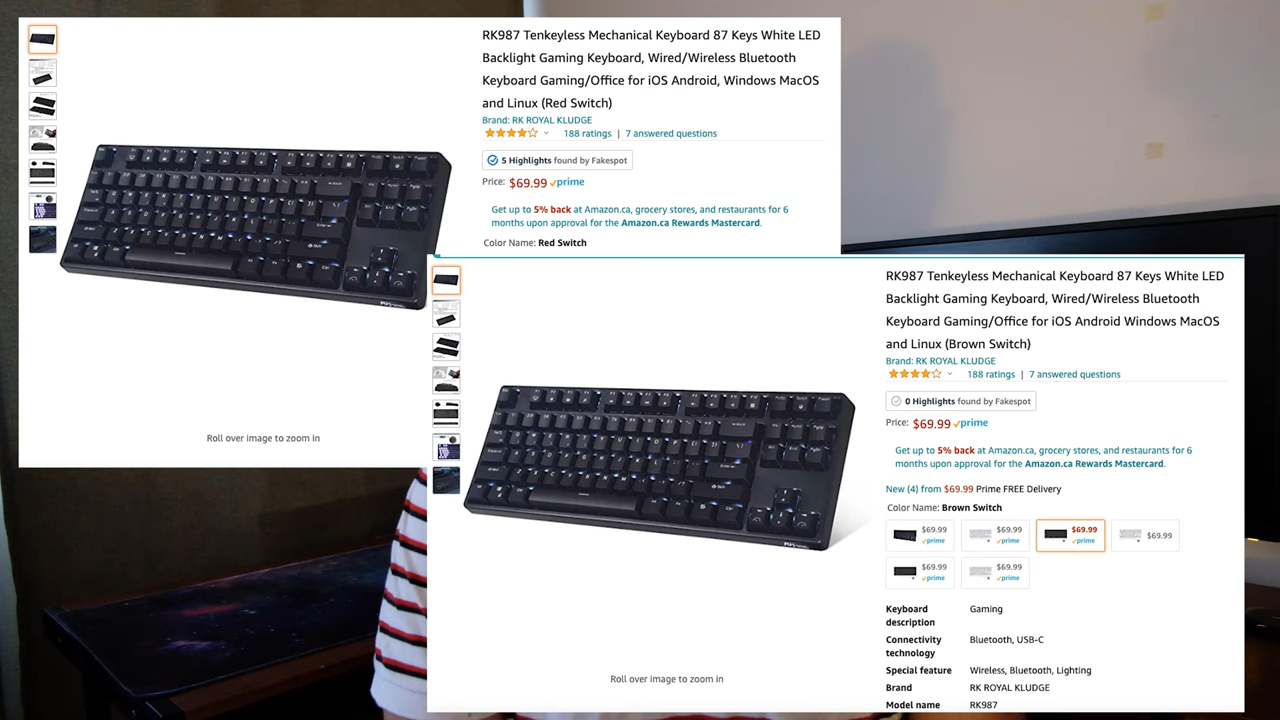 RK987 Tenkeyless Mechanical Keyboard 87 Keys White LED
Backlight Gaming Keyboard, Wired/Wireless Bluetooth
Keyboard Gaming/Office for iOS Android, Windows MacOS
and Linux (Red Switch)
Brand: RK ROYAL KLUDGE
188 ratings | 7 answered questions
5 Highlights found by Fakespot
Price: $69.99 prime
Get up to 5% back at Amazon.ca, grocery stores, and restaurants for 6
months upon approval for the Amazon.ca Rewards Mastercard.
Color Name: Red Switch
Roll over image to zoom in
RK987 Tenkeyless Mechanical Keyboard 87 Keys White LED
Backlight Gaming Keyboard, Wired/Wireless Bluetooth
Keyboard Gaming/Office for iOS Android Windows MacOS
and Linux (Brown Switch)
Brand: RK ROYAL KLUDGE
188 ratings | 7 answered questions
0 Highlights found by Fakespot
Price: $69.99 prime
Get up to 5% back at Amazon.ca, grocery stores, and restaurants for 6
months upon approval for the Amazon.ca Rewards Mastercard.
New (4) from $69.99 Prime FREE Delivery
Color Name: Brown Switch
$69.99 $69.99 $69.99 $69.99
prime prime prime
$69.99 $69.99
prime prime
Keyboard description Gaming
Connectivity technology Bluetooth, USB-C
Special feature Wireless, Bluetooth, Lighting
Brand RK ROYAL KLUDGE
Model name RK987
Roll over image to zoom in